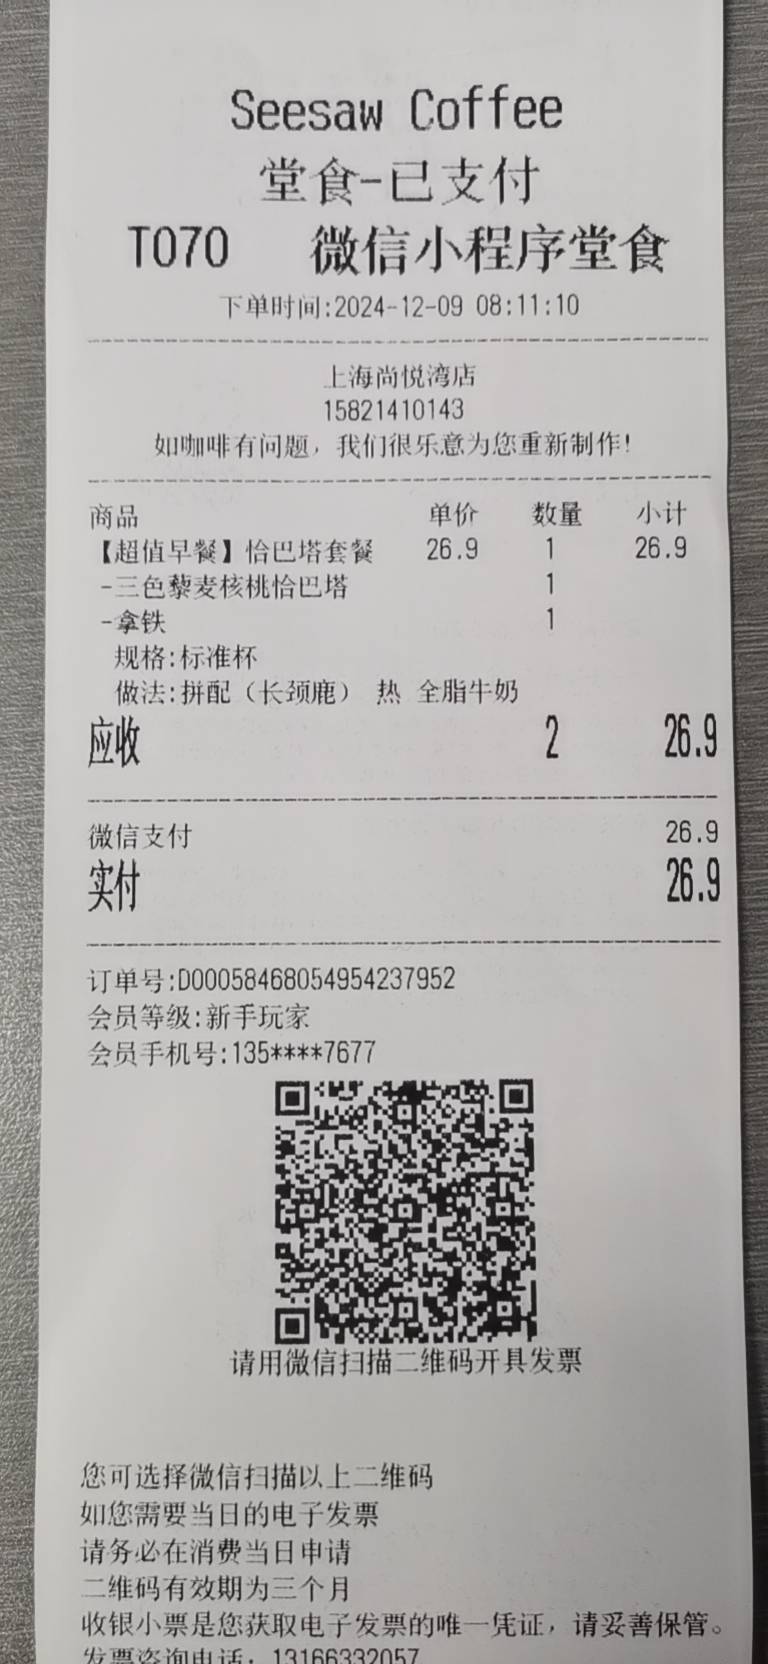 Seesaw Coffee
堂食-已支付
T070 微信小程序堂食
下单时间:2024-12-09 08:11:10
上海尚悦湾店
15821410143
如咖啡有问题，我们很乐意为您重新制作!
商品 单价 数量 小计
【超值早餐】恰巴塔套餐 26.9 1 26.9
-三色藜麦核桃恰巴塔 1
-拿铁 1
规格:标准杯
做法:拼配（长颈鹿） 热 全脂牛奶
应收 2 26.9
微信支付 26.9
实付 26.9
订单号:D00058468054954237952
会员等级:新手玩家
会员手机号:135****7677
请用微信扫描二维码开具发票
您可选择微信扫描以上二维码
如您需要当日的电子发票
请务必在消费当日申请
二维码有效期为三个月
收银小票是您获取电子发票的唯一凭证，请妥善保管。
发票咨询电话：13166332057